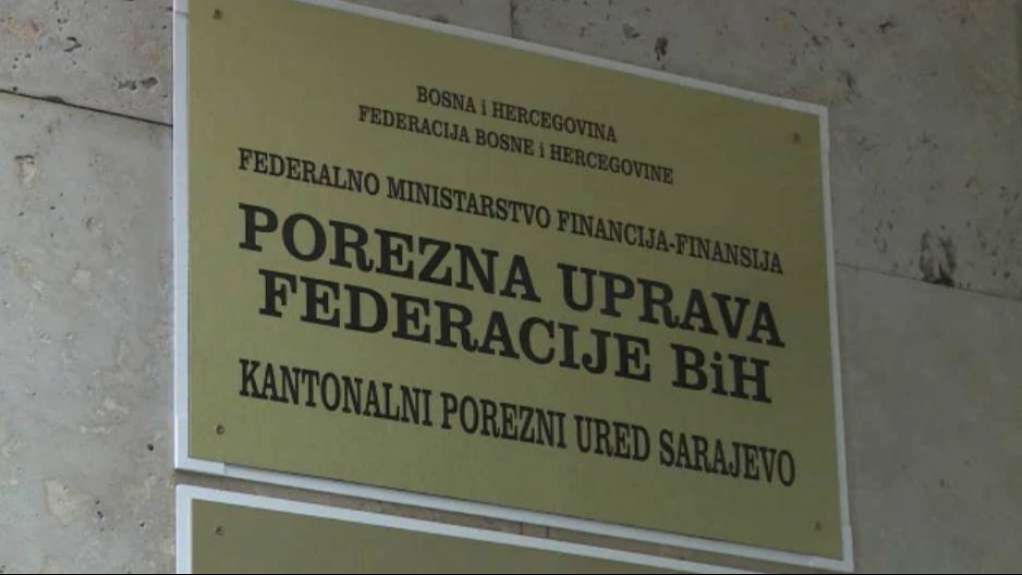 BOSNA i HERCEGOVINA
FEDERACIJA BOSNE i HERCEGOVINE
FEDERALNO MINISTARSTVO FINANCIJA-FINANSIJA
POREZNA UPRAVA
FEDERACIJE BiH
KANTONALNI POREZNI URED SARAJEVO